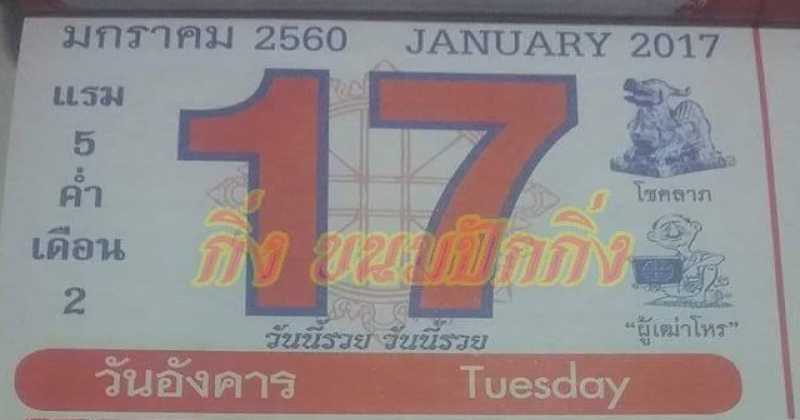 มกราคม 2560 JANUARY 2017
แรม
5
ค่ำ
เดือน
2
17
โชคลาภ
กิ่ง ขนมปักกิ่ง
"ผู้เฒ่าโหร"
วันนี้รวย วันนี้รวย
วันอังคาร Tuesday